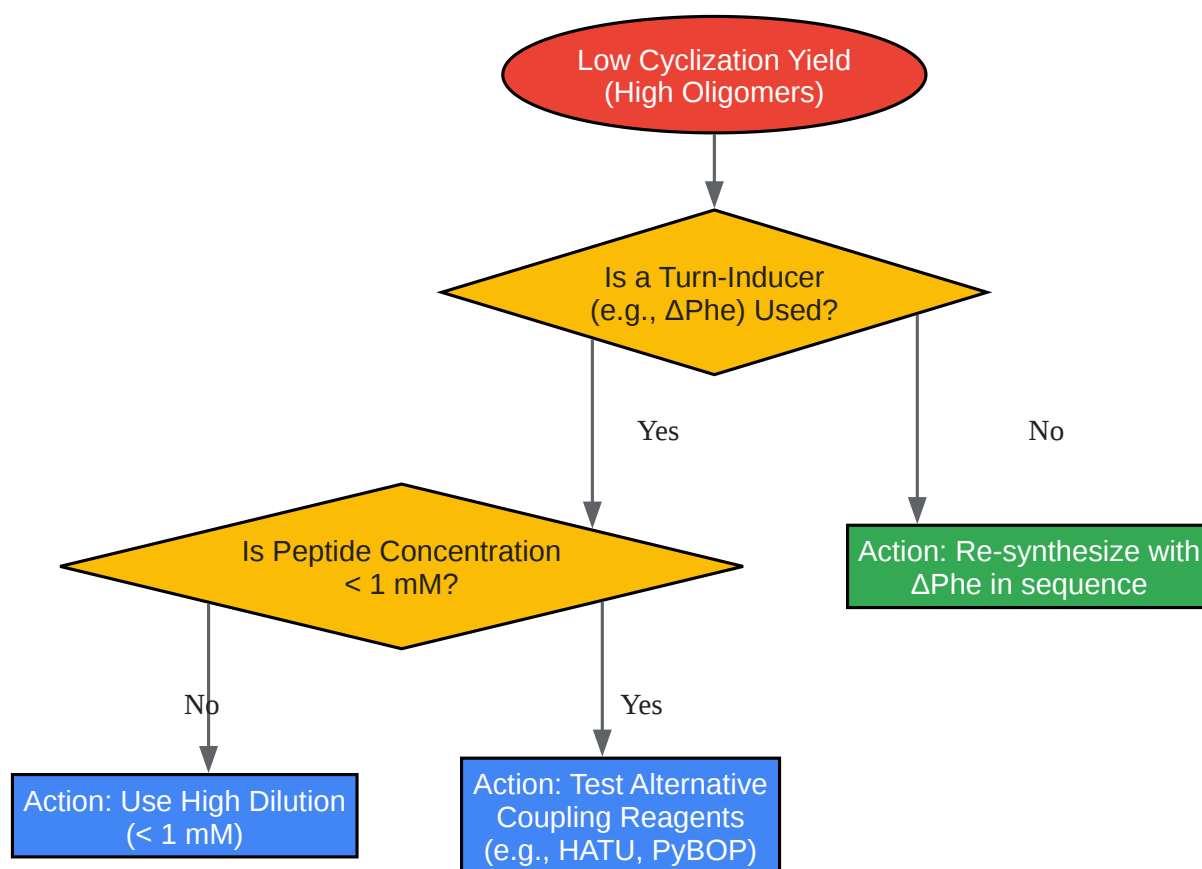 Low Cyclization Yield
(High Oligomers)
Is a Turn-Inducer
(e.g., ΔPhe) Used?
Yes
No
Is Peptide Concentration
< 1 mM?
Action: Re-synthesize with
ΔPhe in sequence
No
Yes
Action: Use High Dilution
(< 1 mM)
Action: Test Alternative
Coupling Reagents
(e.g., HATU, PyBOP)